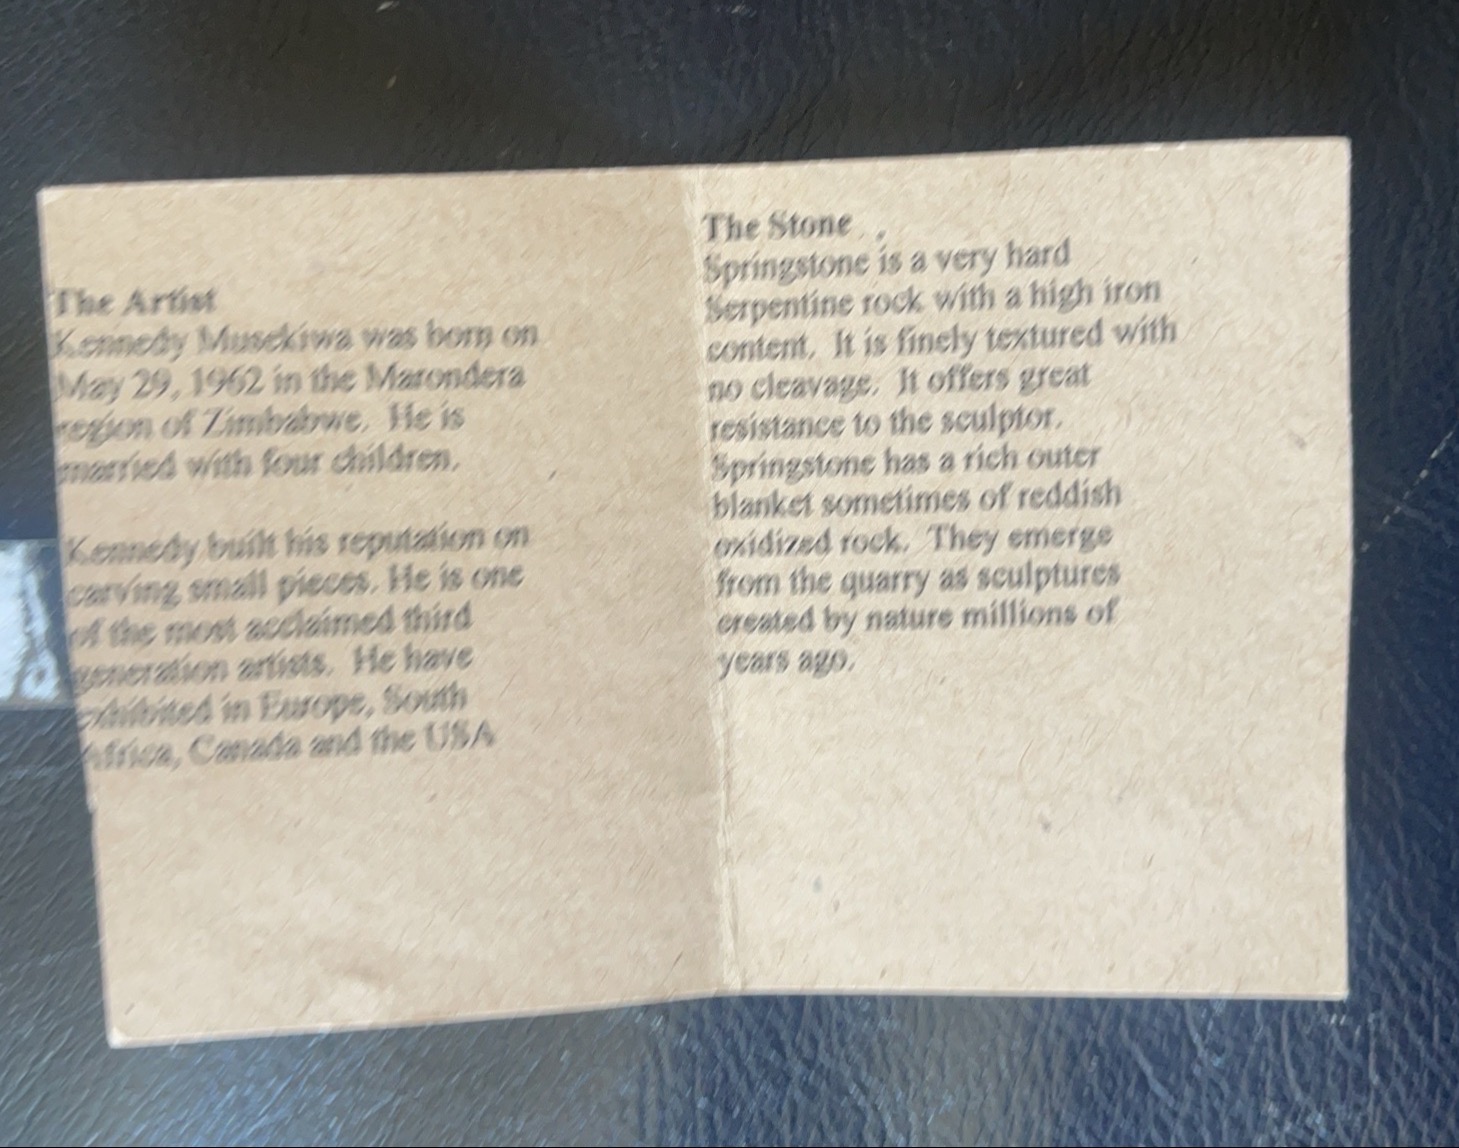 The Artist
Kennedy Musekiwa was born on
May 29, 1962 in the Marondera
region of Zimbabwe. He is
married with four children.
Kennedy built his reputation on
carving small pieces. He is one
of the most acclaimed third
generation artists. He have
exhibited in Europe, South
Africa, Canada and the USA
The Stone
Springstone is a very hard
Serpentine rock with a high iron
content. It is finely textured with
no cleavage. It offers great
resistance to the sculptor.
Springstone has a rich outer
blanket sometimes of reddish
oxidized rock. They emerge
from the quarry as sculptures
created by nature millions of
years ago.